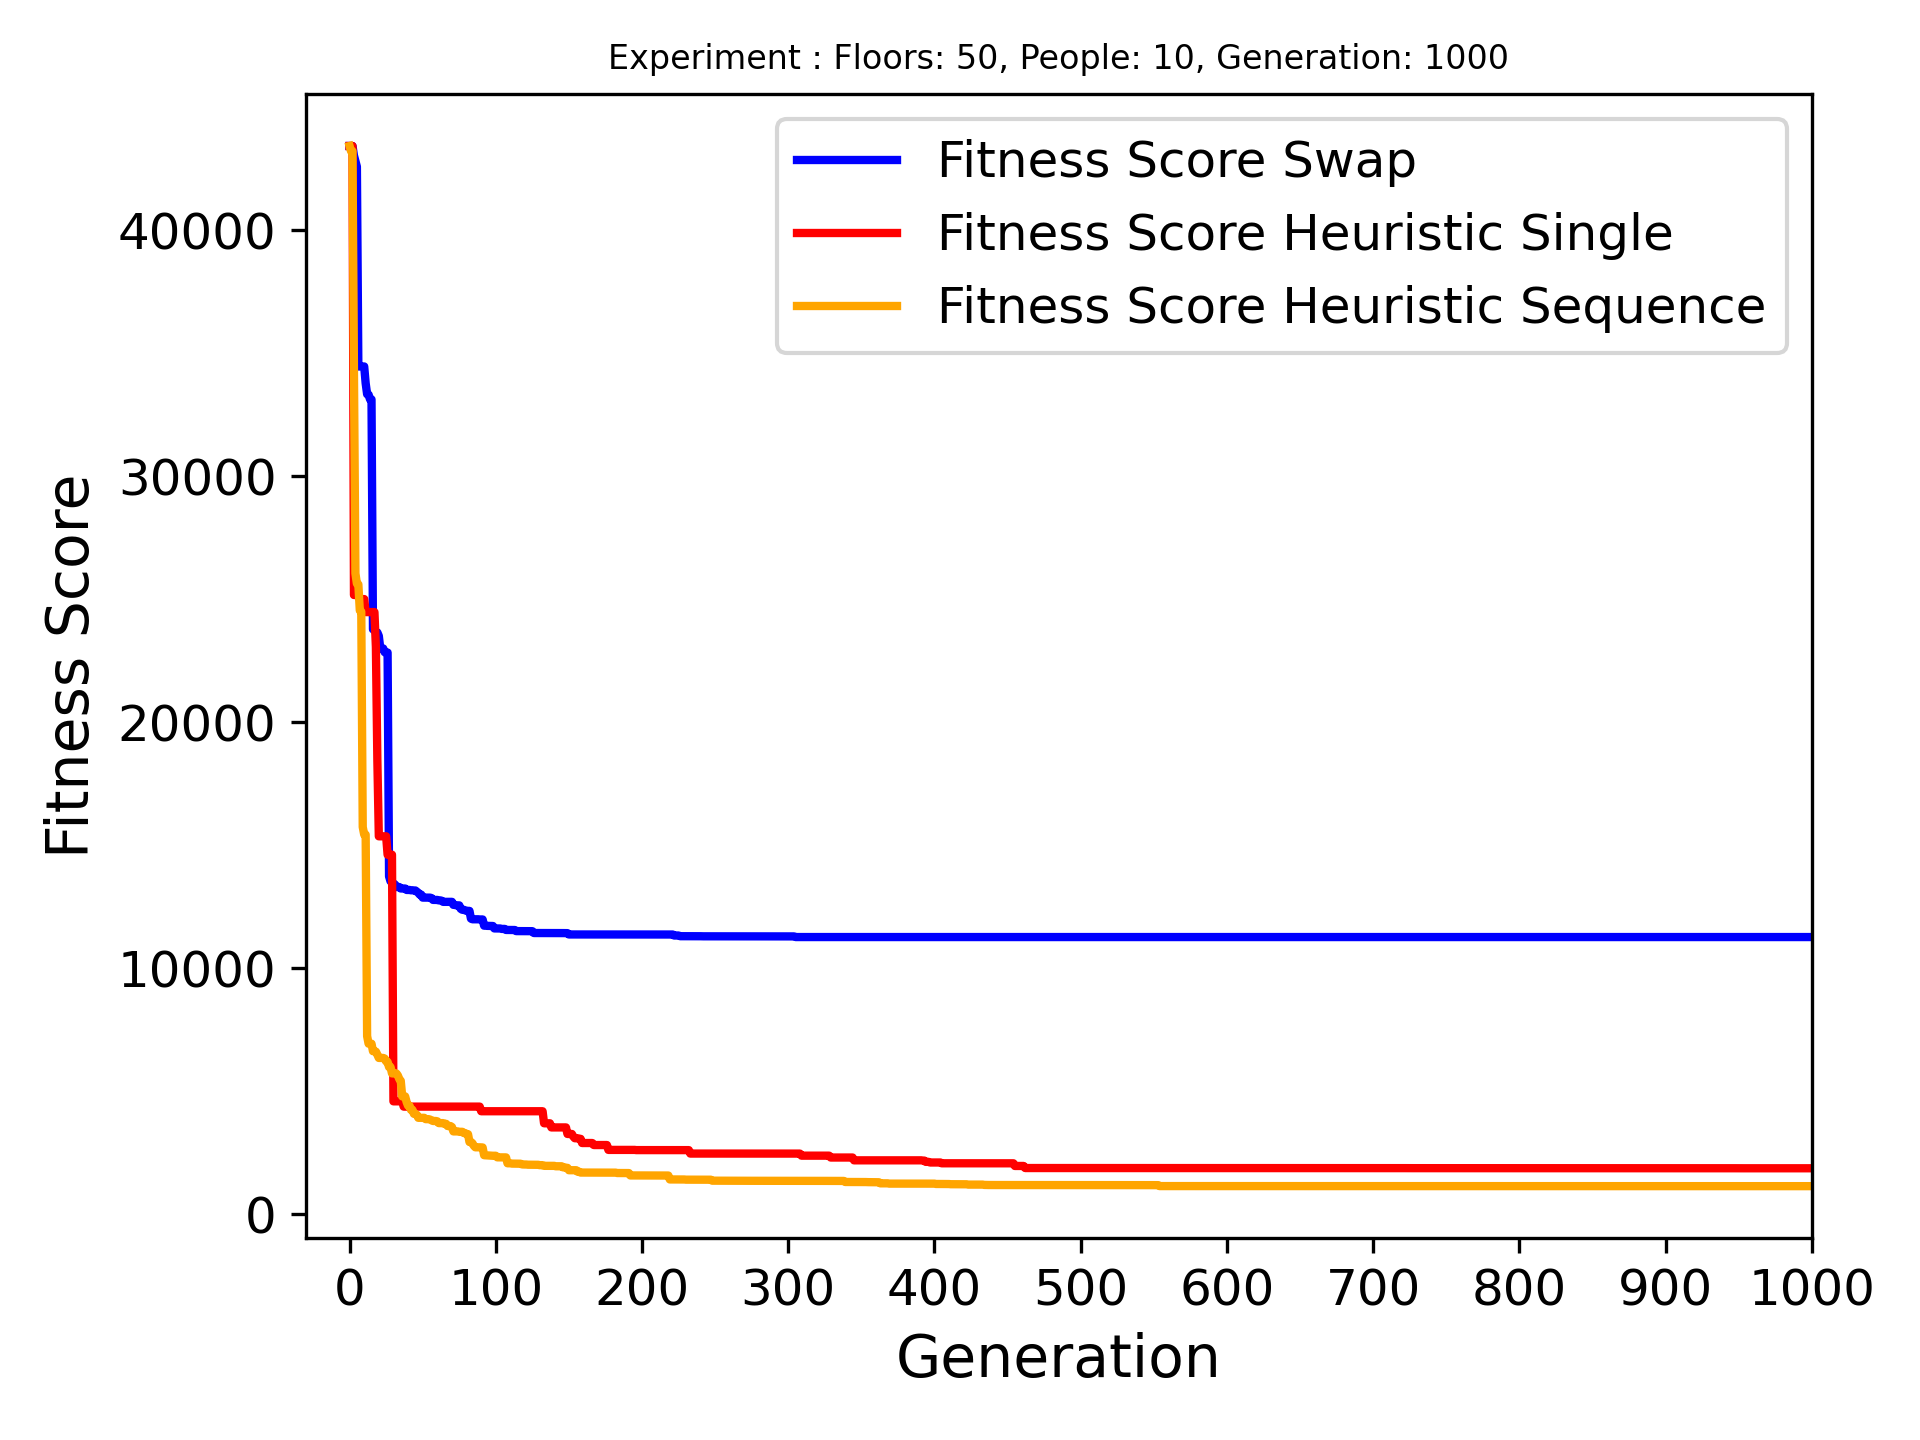 Experiment : Floors: 50, People: 10, Generation: 1000
Fitness Score Swap
Fitness Score Heuristic Single
Fitness Score Heuristic Sequence
Fitness Score
40000
30000
20000
10000
0
0 100 200 300 400 500 600 700 800 900 1000
Generation